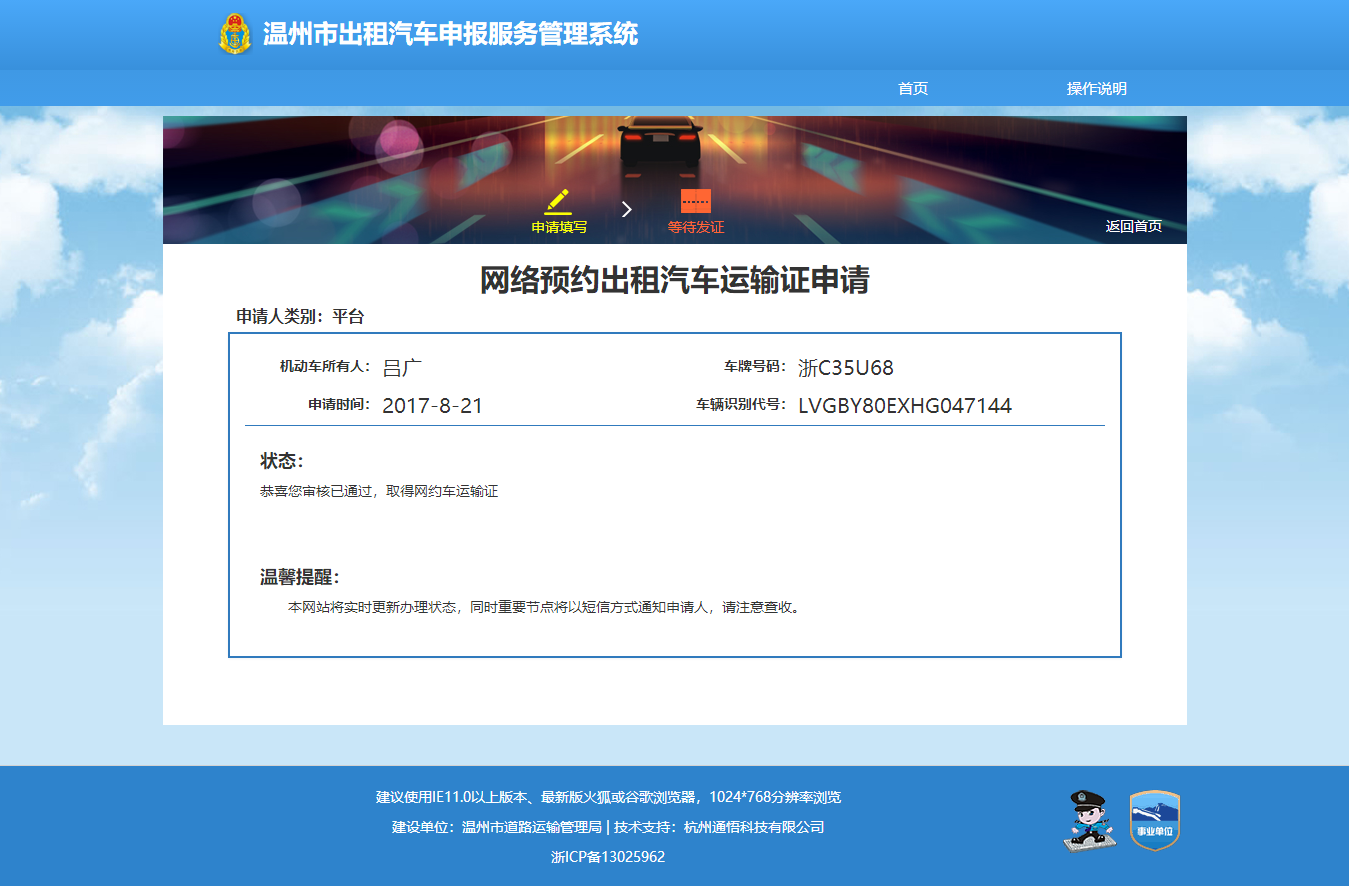 温州市出租汽车申报服务管理系统
首页 操作说明
申请填写 等待发证 返回首页
网络预约出租汽车运输证申请
申请人类别：平台
机动车所有人： 吕广 车牌号码： 浙C35U68
申请时间： 2017-8-21 车辆识别代号： LVGBY80EXHG047144
状态：
恭喜您审核已通过，取得网约车运输证
温馨提醒：
本网站将实时更新办理状态，同时重要节点将以短信方式通知申请人，请注意查收。
建议使用IE11.0以上版本、最新版火狐或谷歌浏览器，1024*768分辨率浏览
建设单位：温州市道路运输管理局 | 技术支持：杭州通悟科技有限公司
浙ICP备13025962
事业单位